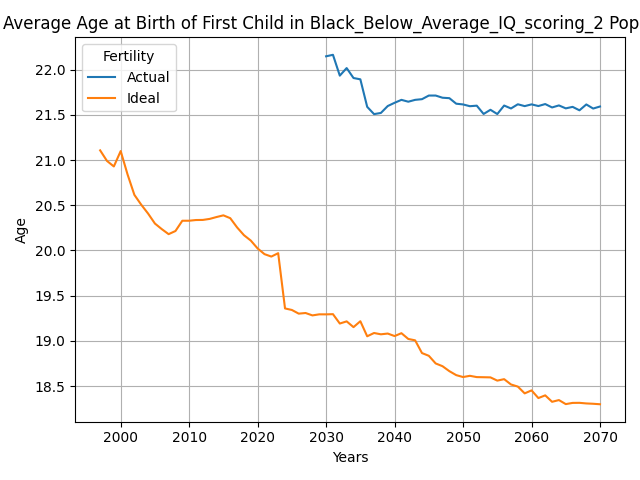 Average Age at Birth of First Child in Black_Below_Average_IQ_scoring_2 Pop
Fertility
Actual
Ideal
22.0
21.5
21.0
20.5
20.0
19.5
19.0
18.5
Age
2000 2010 2020 2030 2040 2050 2060 2070
Years